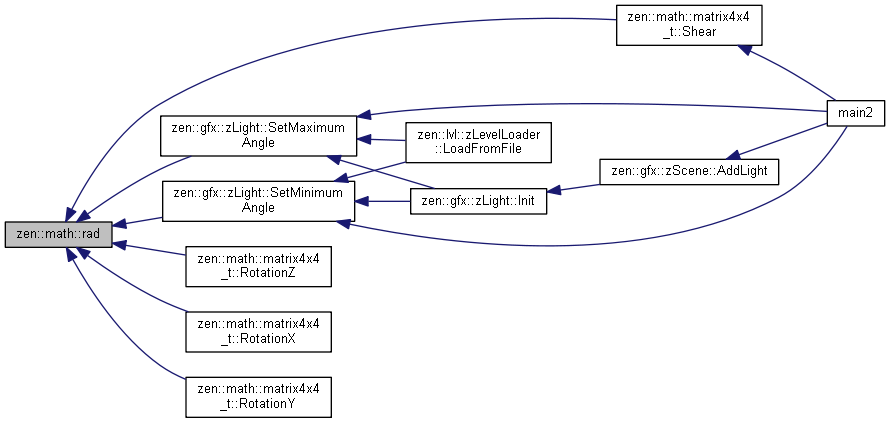 zen::math::matrix4x4
_t::Shear
main2
zen::gfx::zLight::SetMaximum
Angle
zen::lvl::zLevelLoader
::LoadFromFile
zen::gfx::zScene::AddLight
zen::gfx::zLight::SetMinimum
Angle
zen::gfx::zLight::Init
zen::math::rad
zen::math::matrix4x4
_t::RotationZ
zen::math::matrix4x4
_t::RotationX
zen::math::matrix4x4
_t::RotationY